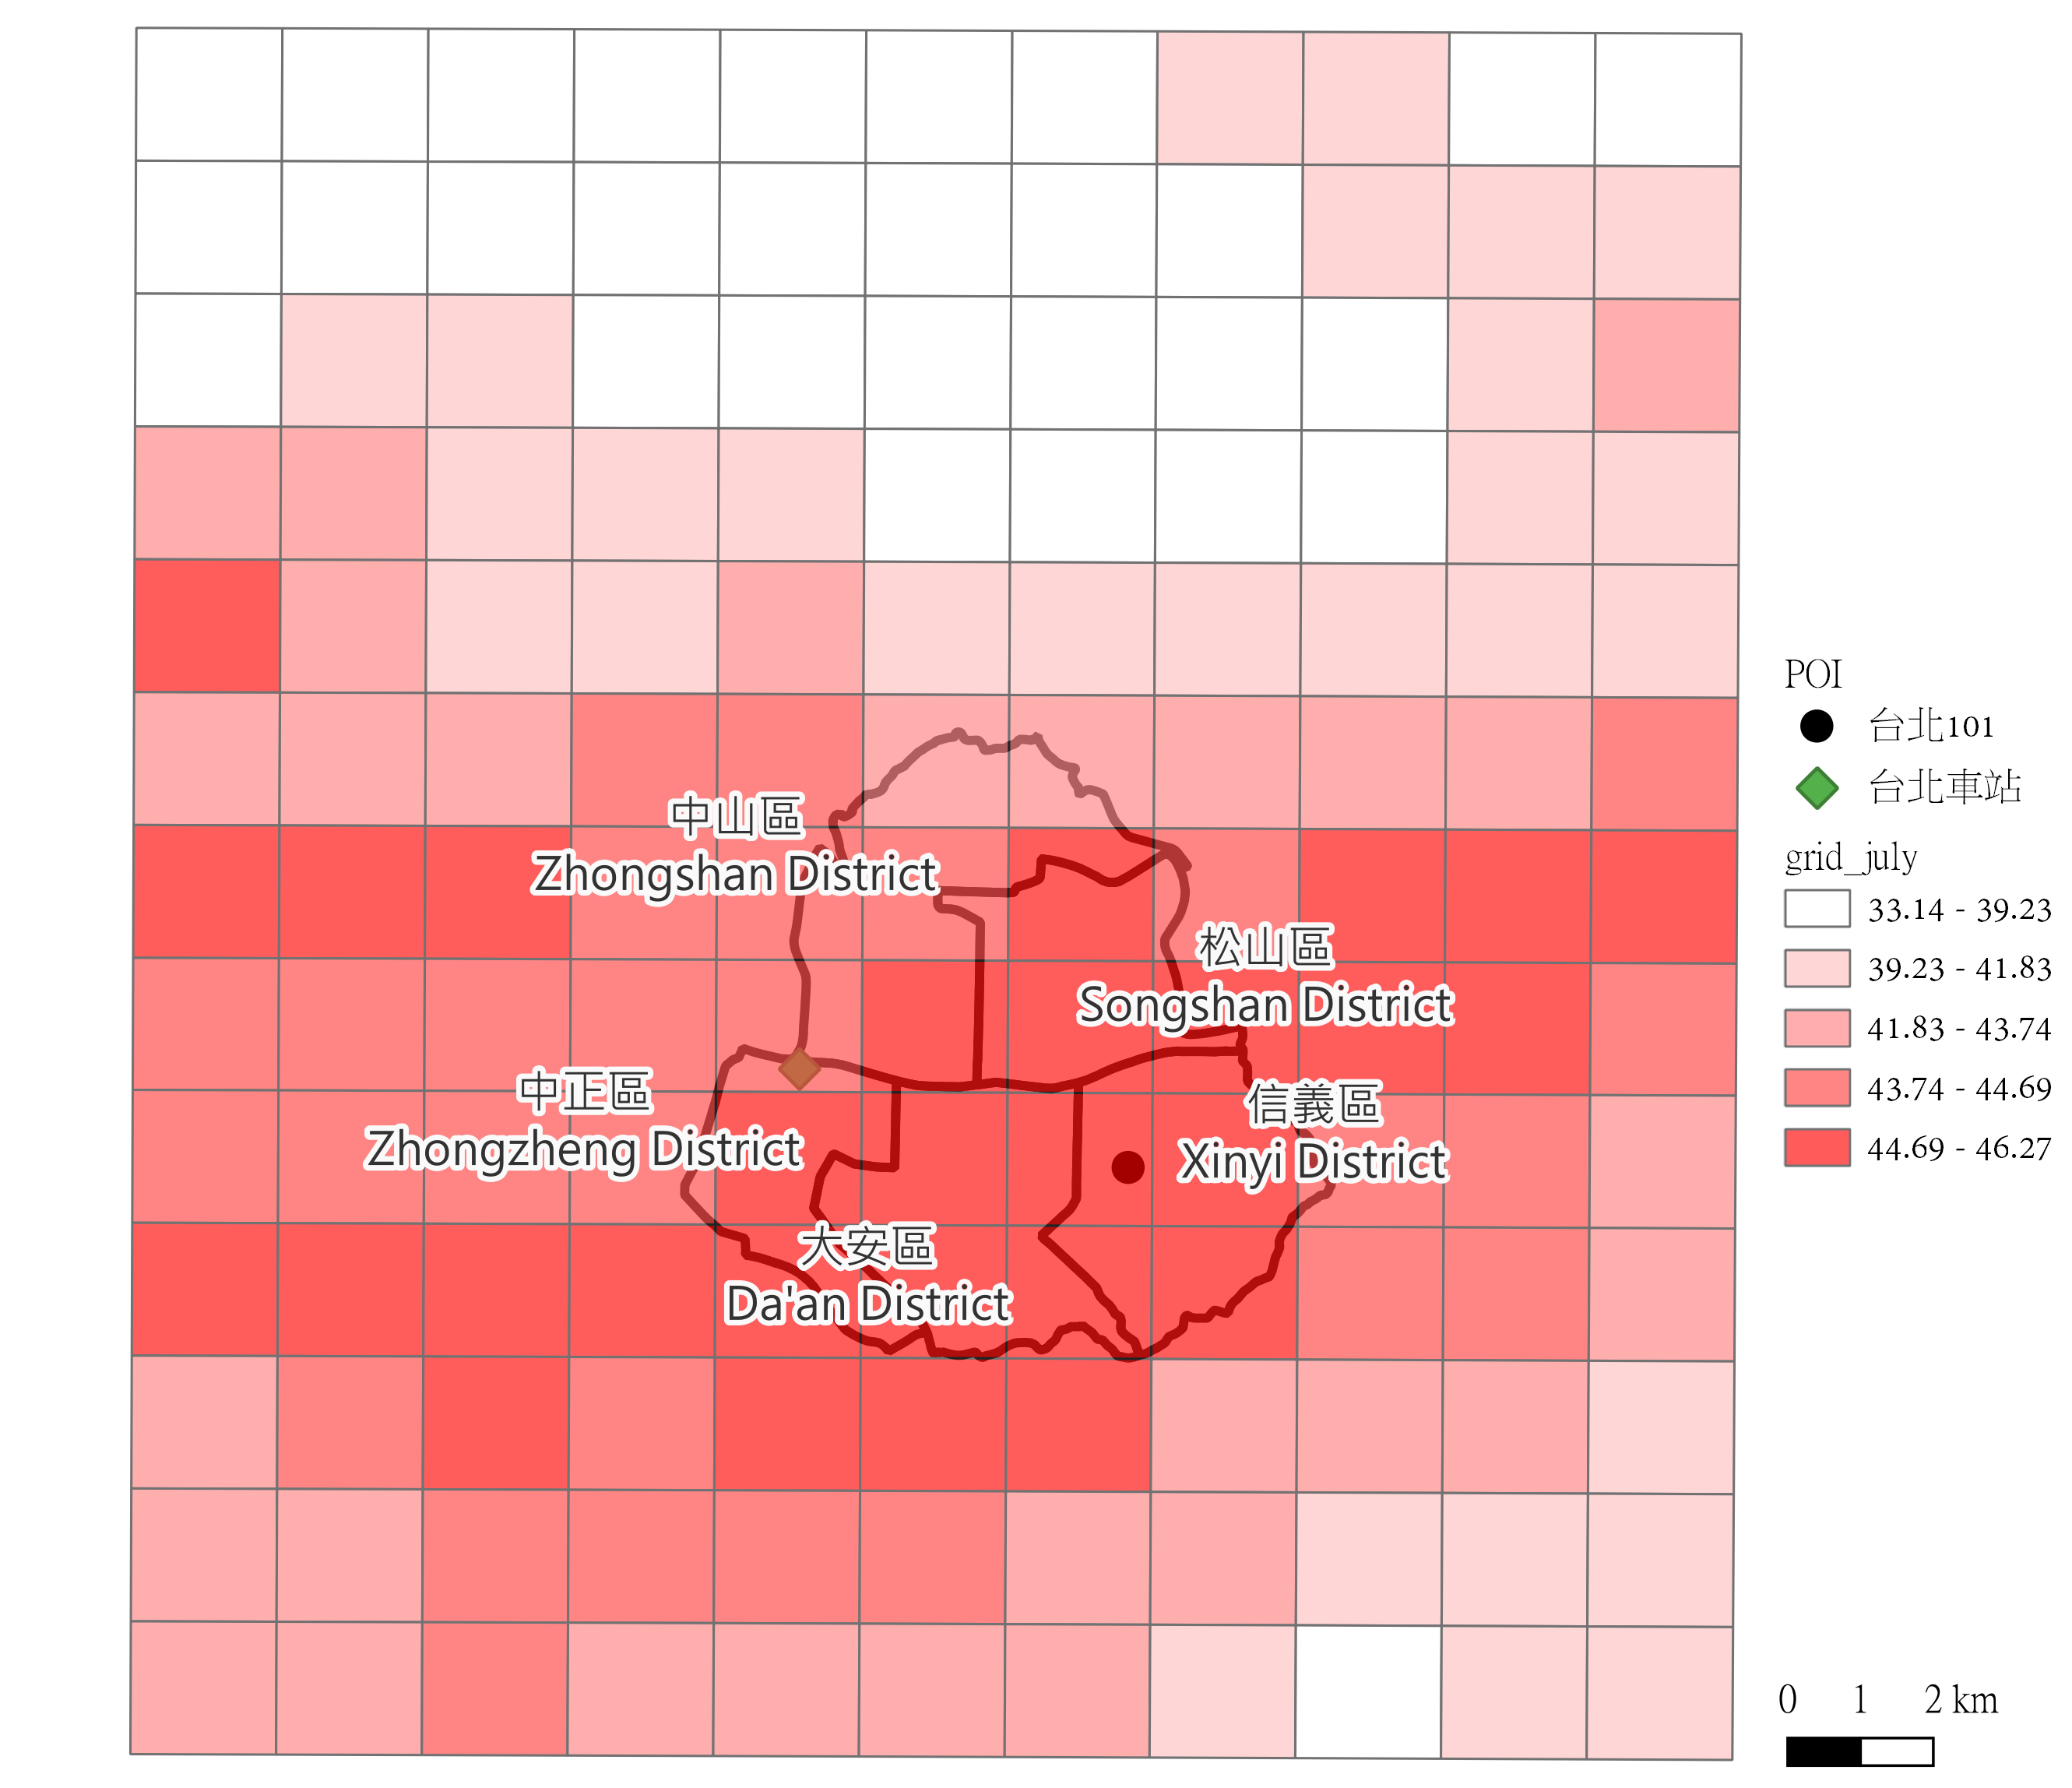 中山區
Zhongshan District
松山區
Songshan District
中正區
Zhongzheng District
信義區
Xinyi District
大安區
Da'an District
POI
台北101
台北車站
grid_july
33.14 - 39.23
39.23 - 41.83
41.83 - 43.74
43.74 - 44.69
44.69 - 46.27
0 1 2 km